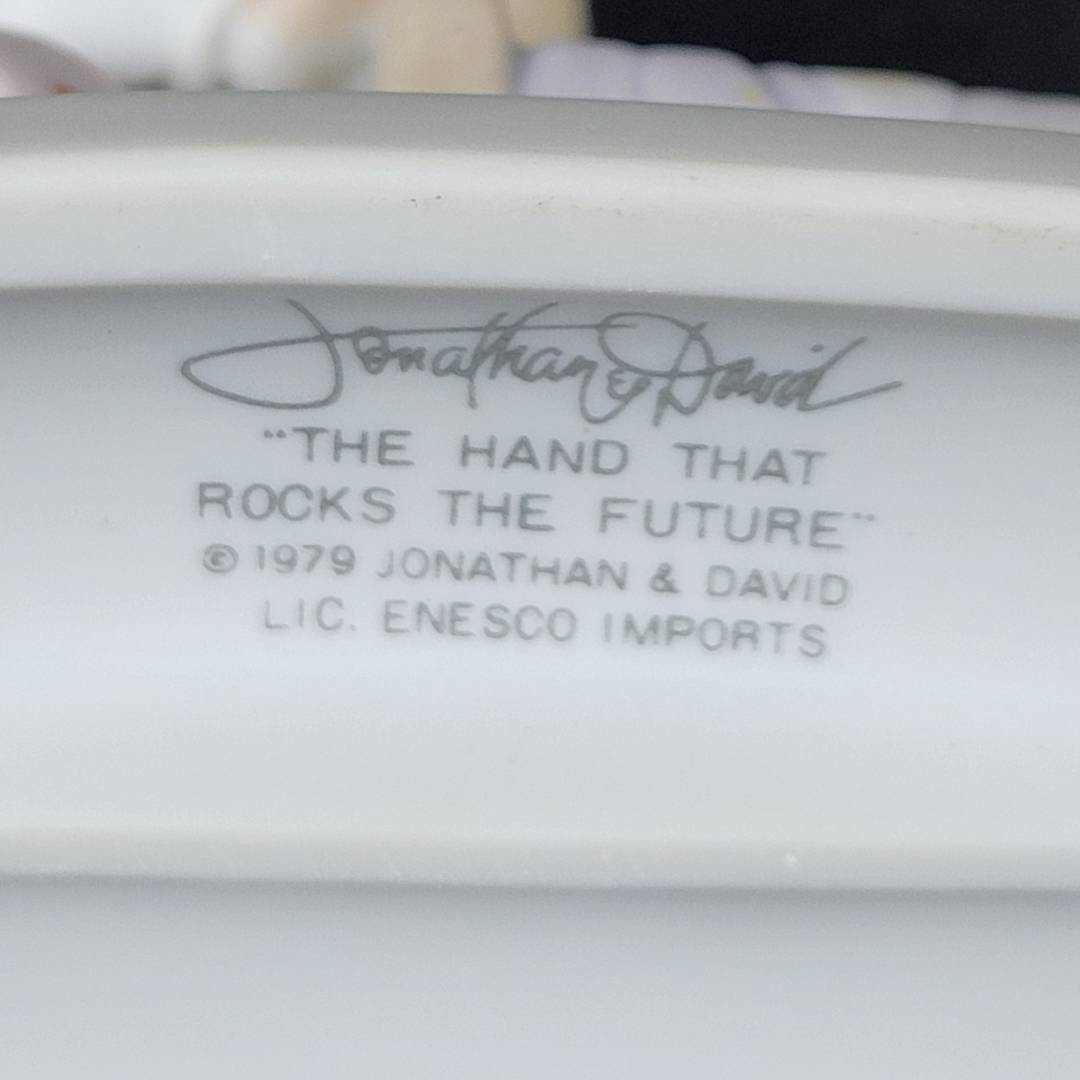 Jonathan & David
"THE HAND THAT
ROCKS THE FUTURE"
© 1979 JONATHAN & DAVID
LIC. ENESCO IMPORTS